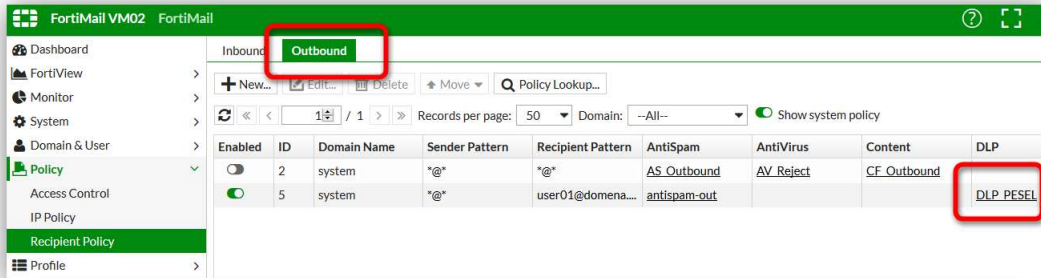 FortiMail VM02 FortiMail
Dashboard
FortiView
Monitor
System
Domain & User
Policy
Access Control
IP Policy
Recipient Policy
Profile
Inbound Outbound
New... Edit... Delete Move Policy Lookup...
1 / 1 Records per page: 50 Domain: --All-- Show system policy
Enabled ID Domain Name Sender Pattern Recipient Pattern AntiSpam AntiVirus Content DLP
2 system *@* *@* AS_Outbound AV_Reject CF_Outbound
5 system *@* user01@domena.... antispam-out DLP_PESEL